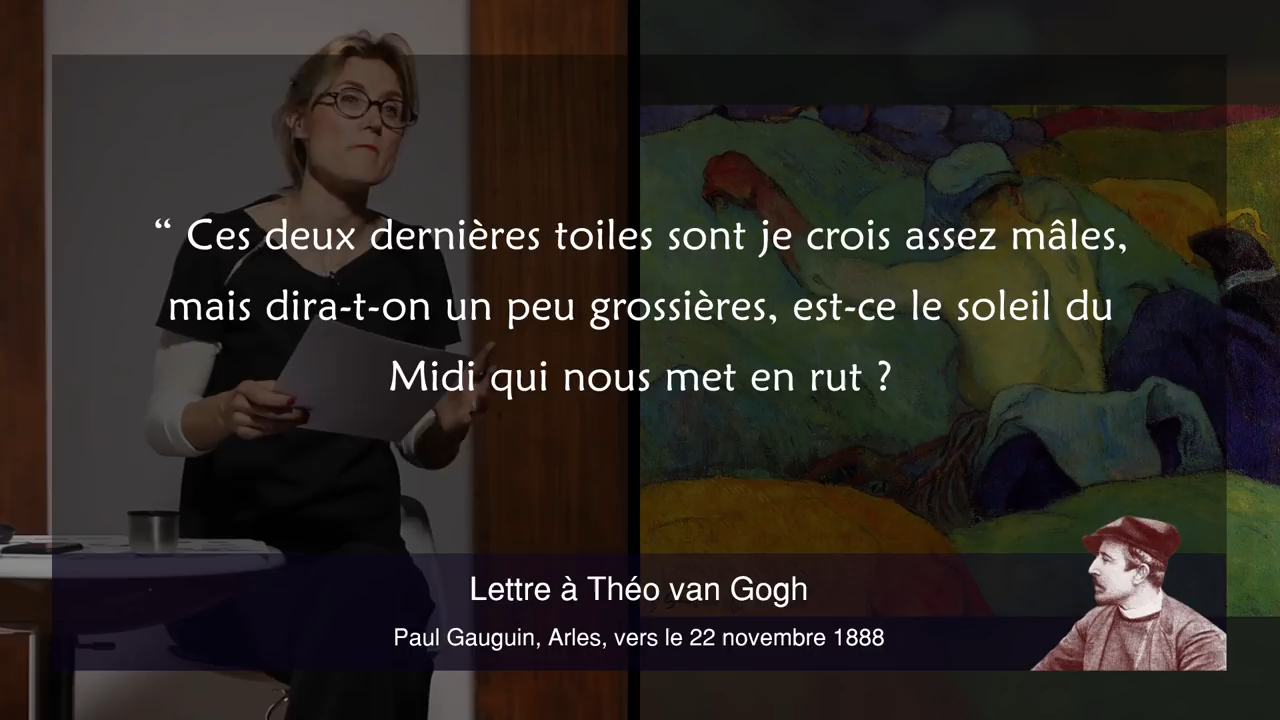 “ Ces deux dernières toiles sont je crois assez mâles,
mais dira-t-on un peu grossières, est-ce le soleil du
Midi qui nous met en rut ?
Lettre à Théo van Gogh
Paul Gauguin, Arles, vers le 22 novembre 1888